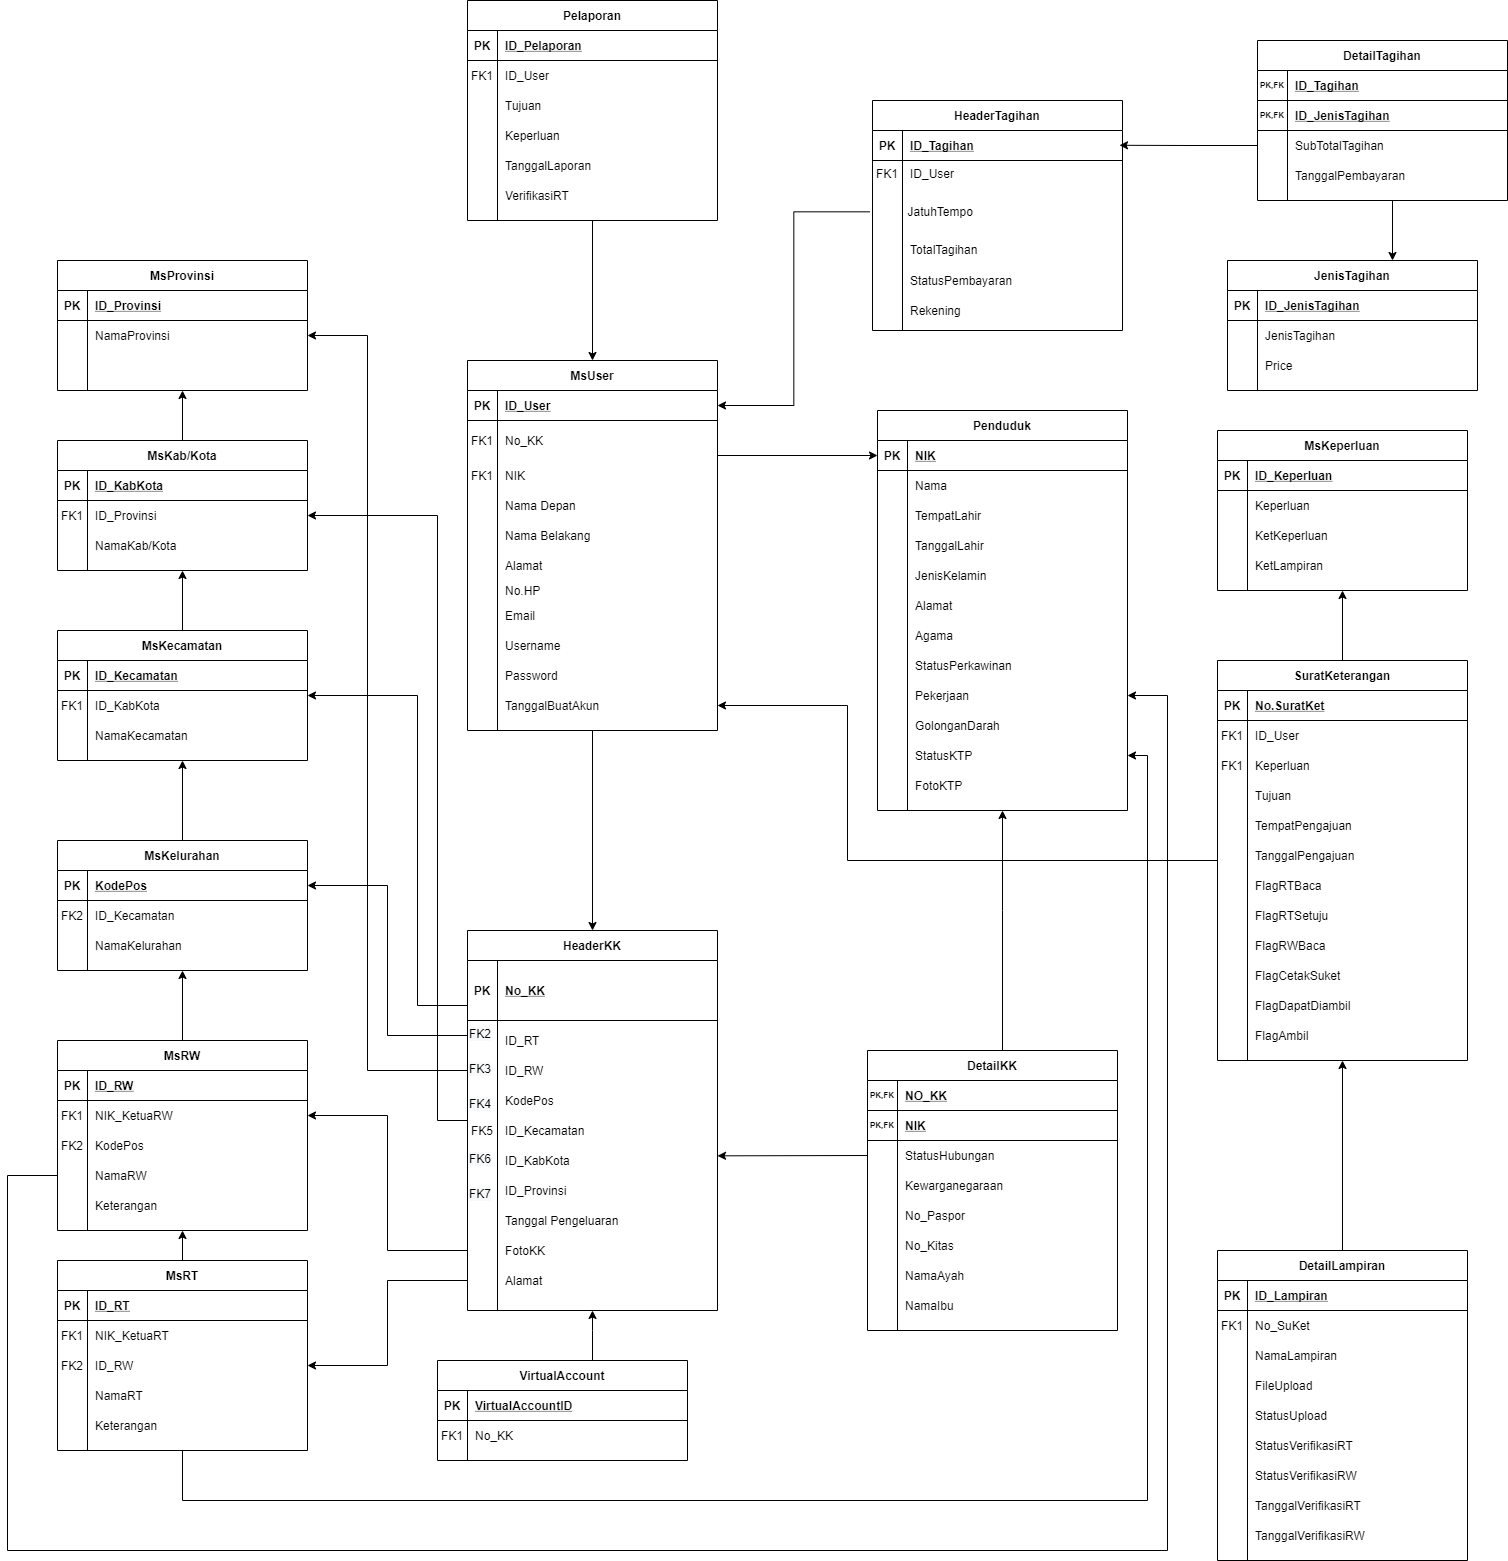 Pelaporan
PK ID_Pelaporan
FK1 ID_User
Tujuan
Keperluan
TanggalLaporan
VerifikasiRT
HeaderTagihan
PK ID_Tagihan
FK1 ID_User
JatuhTempo
TotalTagihan
StatusPembayaran
Rekening
DetailTagihan
PK,FK ID_Tagihan
PK,FK ID_JenisTagihan
SubTotalTagihan
TanggalPembayaran
JenisTagihan
PK ID_JenisTagihan
JenisTagihan
Price
MsProvinsi
PK ID_Provinsi
NamaProvinsi
MsKab/Kota
PK ID_KabKota
FK1 ID_Provinsi
NamaKab/Kota
MsKecamatan
PK ID_Kecamatan
FK1 ID_KabKota
NamaKecamatan
MsKelurahan
PK KodePos
FK2 ID_Kecamatan
NamaKelurahan
MsRW
PK ID_RW
FK1 NIK_KetuaRW
FK2 KodePos
NamaRW
Keterangan
MsRT
PK ID_RT
FK1 NIK_KetuaRT
FK2 ID_RW
NamaRT
Keterangan
MsUser
PK ID_User
FK1 No_KK
FK1 NIK
Nama Depan
Nama Belakang
Alamat
No.HP
Email
Username
Password
TanggalBuatAkun
HeaderKK
PK No_KK
FK2 ID_RT
FK3 ID_RW
FK4 KodePos
FK5 ID_Kecamatan
FK6 ID_KabKota
FK7 ID_Provinsi
Tanggal Pengeluaran
FotoKK
Alamat
VirtualAccount
PK VirtualAccountID
FK1 No_KK
Penduduk
PK NIK
Nama
TempatLahir
TanggalLahir
JenisKelamin
Alamat
Agama
StatusPerkawinan
Pekerjaan
GolonganDarah
StatusKTP
FotoKTP
DetailKK
PK,FK NO_KK
PK,FK NIK
StatusHubungan
Kewarganegaraan
No_Paspor
No_Kitas
NamaAyah
NamaIbu
MsKeperluan
PK ID_Keperluan
Keperluan
KetKeperluan
KetLampiran
SuratKeterangan
PK No.SuratKet
FK1 ID_User
FK1 Keperluan
Tujuan
TempatPengajuan
TanggalPengajuan
FlagRTBaca
FlagRTSetuju
FlagRWBaca
FlagCetakSuket
FlagDapatDiambil
FlagAmbil
DetailLampiran
PK ID_Lampiran
FK1 No_SuKet
NamaLampiran
FileUpload
StatusUpload
StatusVerifikasiRT
StatusVerifikasiRW
TanggalVerifikasiRT
TanggalVerifikasiRW